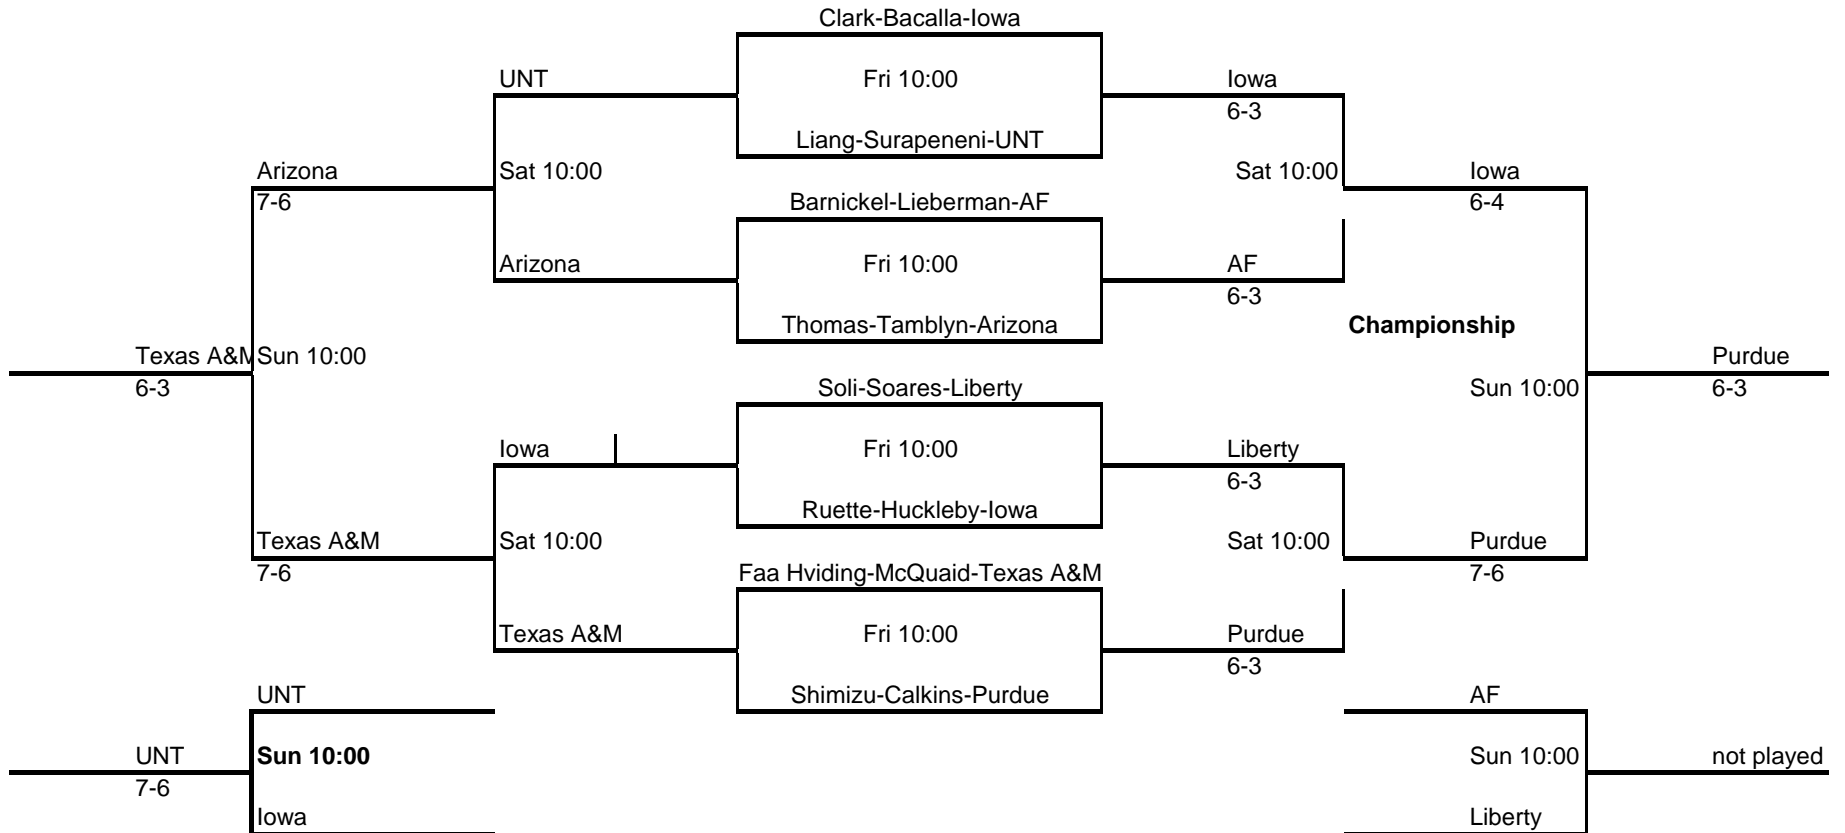 Clark-Bacalla-Iowa
UNT Fri 10:00 Iowa
6-3
Liang-Surapeneni-UNT
Arizona Sat 10:00 Sat 10:00 Iowa
7-6 Barnickel-Lieberman-AF 6-4
Arizona Fri 10:00 AF
6-3
Thomas-Tamblyn-Arizona Championship
Texas A&M Sun 10:00 Purdue
6-3 Soli-Soares-Liberty Sun 10:00 6-3
Iowa Fri 10:00 Liberty
6-3
Ruette-Huckleby-Iowa
Texas A&M Sat 10:00 Sat 10:00 Purdue
7-6 Faa Hviding-McQuaid-Texas A&M 7-6
Texas A&M Fri 10:00 Purdue
6-3
UNT Shimizu-Calkins-Purdue AF
UNT Sun 10:00 Sun 10:00 not played
7-6
Iowa Liberty